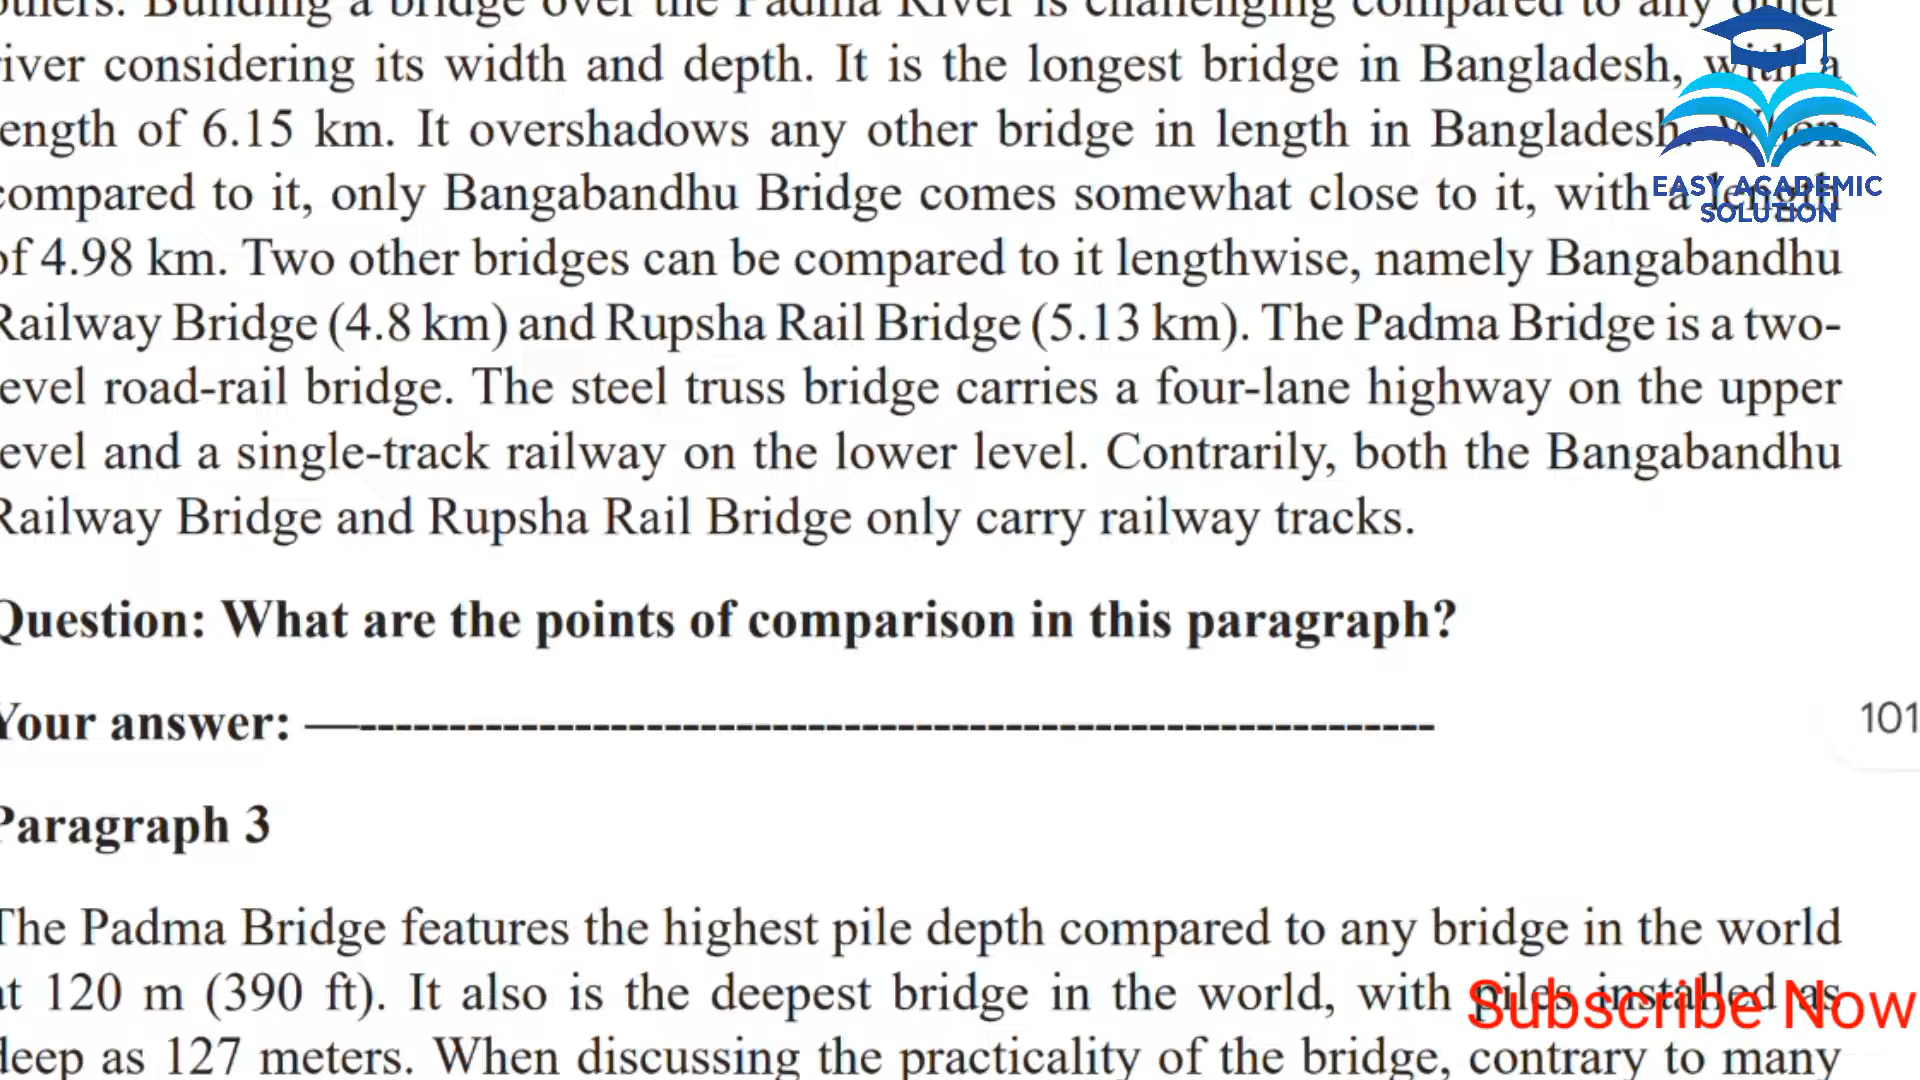 others. Building a bridge over the Padma River is challenging compared to any other
iver considering its width and depth. It is the longest bridge in Bangladesh, with a
ength of 6.15 km. It overshadows any other bridge in length in Bangladesh. When
compared to it, only Bangabandhu Bridge comes somewhat close to it, with a length
of 4.98 km. Two other bridges can be compared to it lengthwise, namely Bangabandhu
Railway Bridge (4.8 km) and Rupsha Rail Bridge (5.13 km). The Padma Bridge is a two-
evel road-rail bridge. The steel truss bridge carries a four-lane highway on the upper
evel and a single-track railway on the lower level. Contrarily, both the Bangabandhu
Railway Bridge and Rupsha Rail Bridge only carry railway tracks.
Question: What are the points of comparison in this paragraph?
Your answer:
101
Paragraph 3
The Padma Bridge features the highest pile depth compared to any bridge in the world
at 120 m (390 ft). It also is the deepest bridge in the world, with piles installed as
deep as 127 meters. When discussing the practicality of the bridge, contrary to many
EASY ACADEMIC
SOLUTION
Subscribe Now